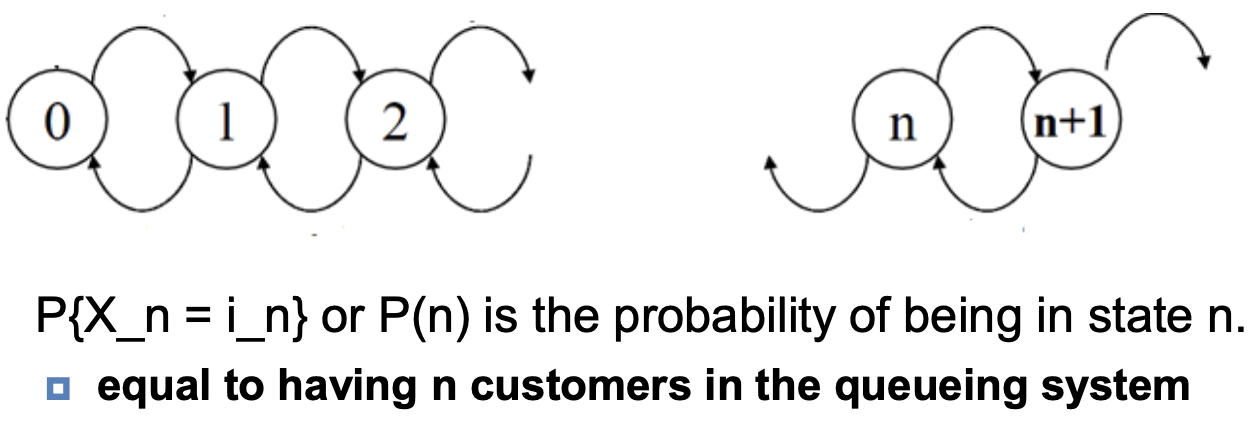 0 1 2 n n+1
P{X_n = i_n} or P(n) is the probability of being in state n.
equal to having n customers in the queueing system